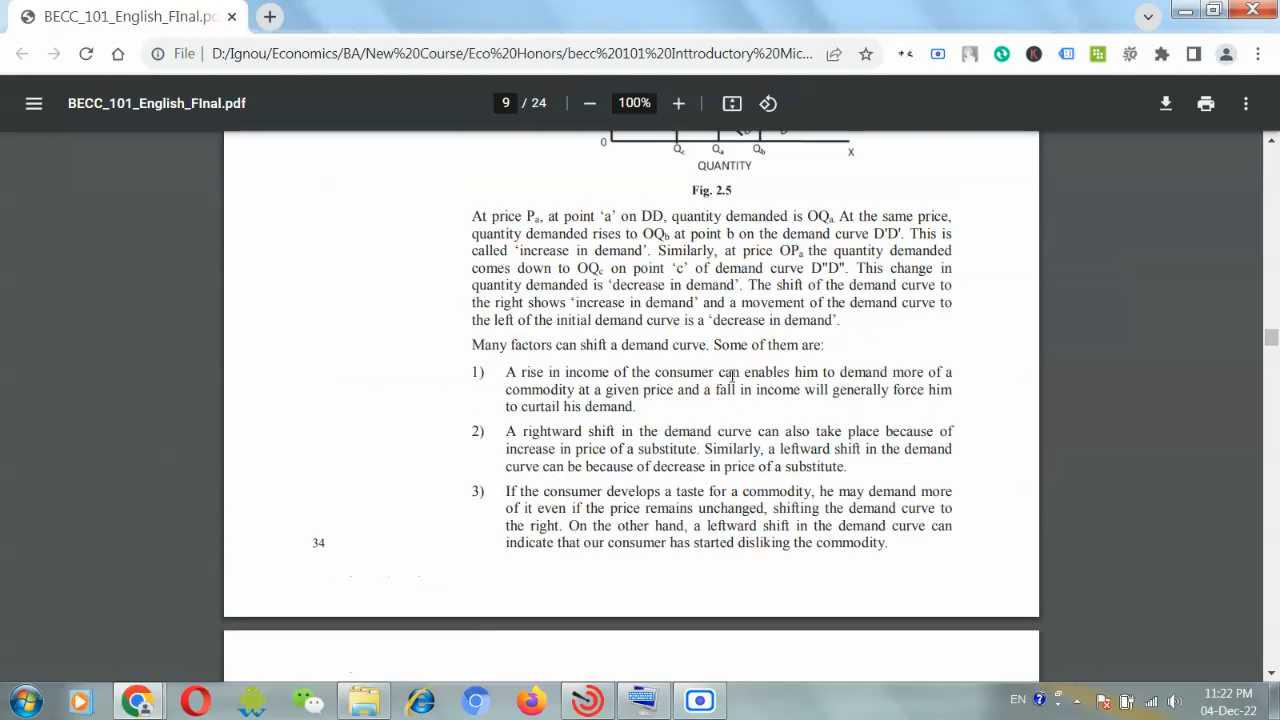 BECC_101_English_FInal.pd
File
D:/Ignou/Economics/BA/New%20Course/Eco%20Honors/becc%20101%20Inttroductory%20Mic...
BECC_101_English_FInal.pdf
9 / 24
100%
0
Qc
Qa
Qb
X
QUANTITY
Fig. 2.5
At price Pa, at point ‘a’ on DD, quantity demanded is OQa. At the same price,
quantity demanded rises to OQb at point b on the demand curve D'D'. This is
called ‘increase in demand’. Similarly, at price OPa the quantity demanded
comes down to OQc on point ‘c’ of demand curve D"D". This change in
quantity demanded is ‘decrease in demand’. The shift of the demand curve to
the right shows ‘increase in demand’ and a movement of the demand curve to
the left of the initial demand curve is a ‘decrease in demand’.
Many factors can shift a demand curve. Some of them are:
1) A rise in income of the consumer can enables him to demand more of a
commodity at a given price and a fall in income will generally force him
to curtail his demand.
2) A rightward shift in the demand curve can also take place because of
increase in price of a substitute. Similarly, a leftward shift in the demand
curve can be because of decrease in price of a substitute.
3) If the consumer develops a taste for a commodity, he may demand more
of it even if the price remains unchanged, shifting the demand curve to
the right. On the other hand, a leftward shift in the demand curve can
indicate that our consumer has started disliking the commodity.
34
EN
11:22 PM
04-Dec-22